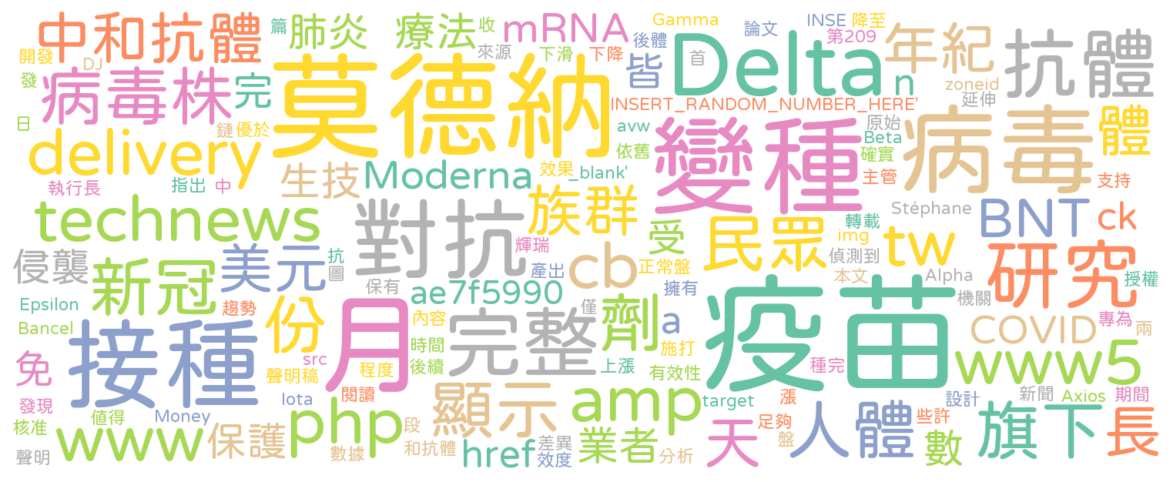 中和抗體 篇 肺炎 療法 收 mRNA Gamma 論文 INSE 降至
開發 DJ 來源 下滑 下降 後體 第209 年紀 抗體
發 病毒株 完 莫德納 皆 首 Delta n zoneid 延伸
日 鏈 優於 INSERT_RANDOM_NUMBER_HERE' 原始 病毒 體
delivery avw 依舊 變種 Beta 確實
執行長 指出 中 生技 Moderna 效果 _blank' 族群 主管 支持
technews 對抗 受 民眾 轉載 Stéphane BNT ck
侵襲 美元 抗 圖 輝瑞 產出 正常盤 img tw 偵測到
新冠 保有 cb 擁有 本文 Alpha 研究 授權
Epsilon 趨勢 份 月 ae7f5990 僅 劑 疫苗 機關
Bancel 接種 內容 完整 a COVID 專為 兩
免 src 程度 時間 後續 上漲 施打 有效性 種完 www5
聲明稿 閱讀 顯示 amp target 漲 設計 新聞 Axios 期間
發現 值得 Money Iota php 足夠 些許
核准 www 保護 段 和抗體 差異 業者 天 盤 人體 旗下 長
聲明 數據 href 效度 分析 數